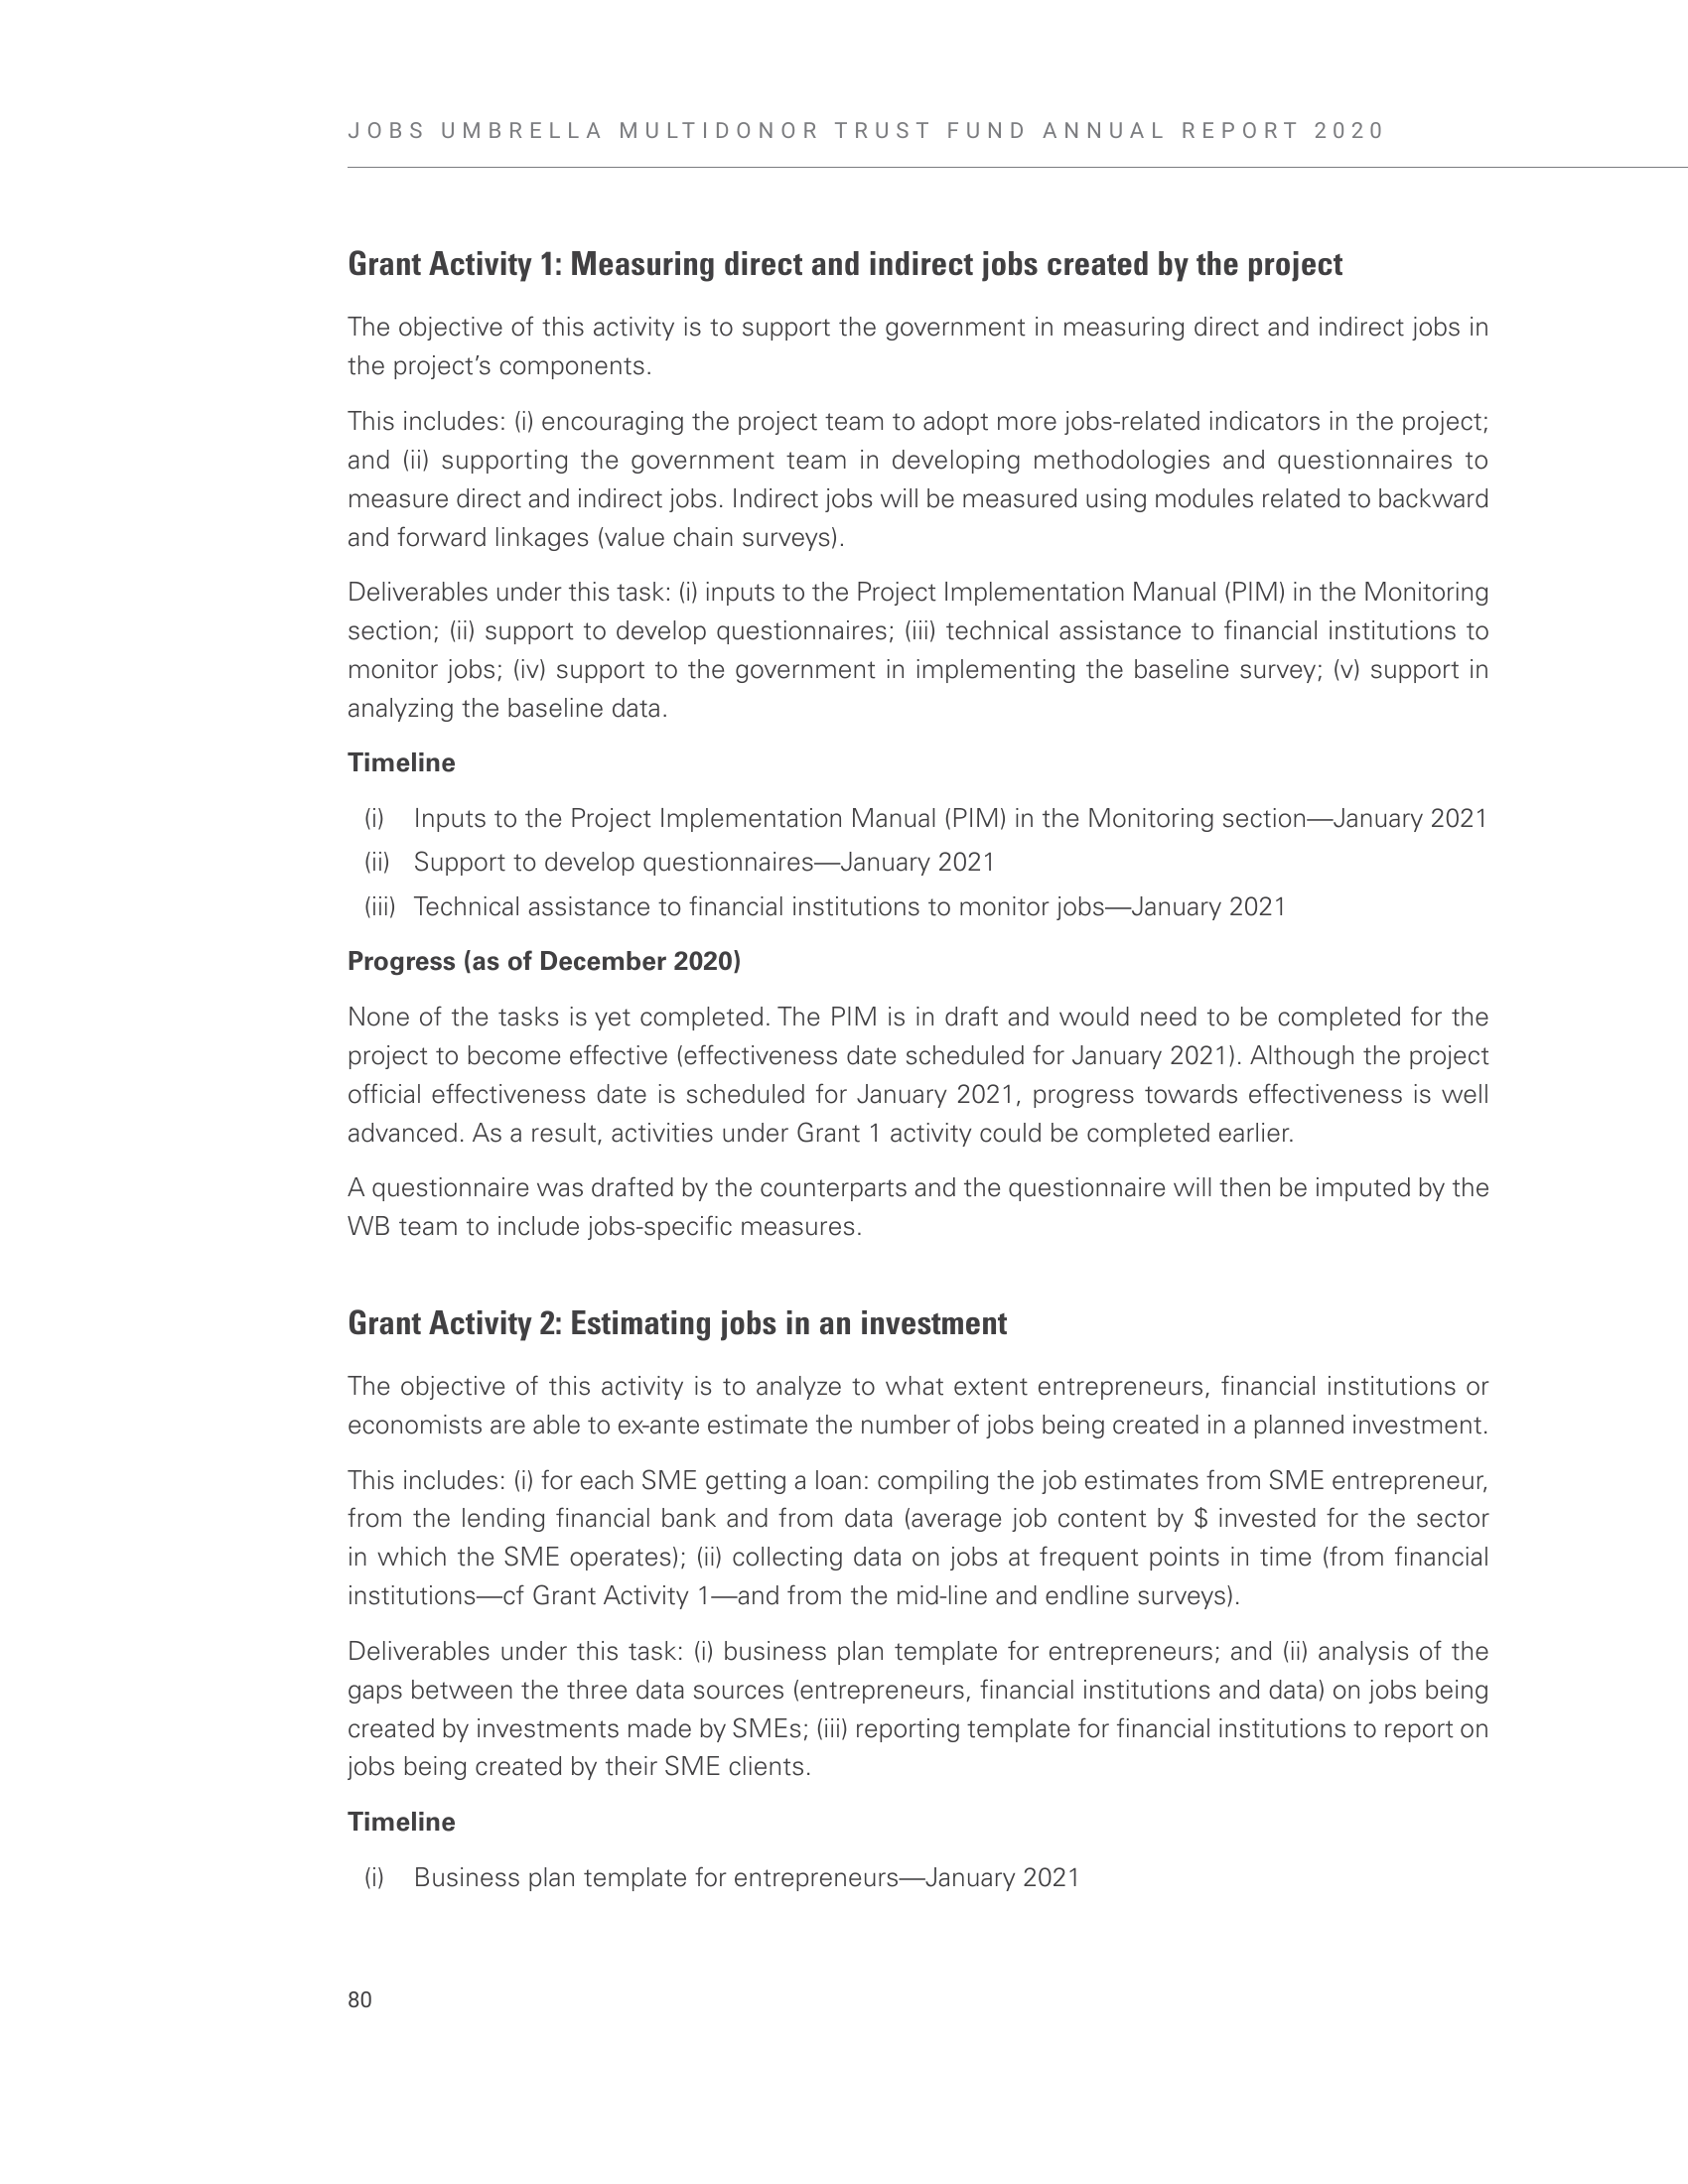 JOBS UMBRELLA MULTIDONOR TRUST FUND ANNUAL REPORT 2020
Grant Activity 1: Measuring direct and indirect jobs created by the project
The objective of this activity is to support the government in measuring direct and indirect jobs in
the project’s components.
This includes: (i) encouraging the project team to adopt more jobs-related indicators in the project;
and (ii) supporting the government team in developing methodologies and questionnaires to
measure direct and indirect jobs. Indirect jobs will be measured using modules related to backward
and forward linkages (value chain surveys).
Deliverables under this task: (i) inputs to the Project Implementation Manual (PIM) in the Monitoring
section; (ii) support to develop questionnaires; (iii) technical assistance to financial institutions to
monitor jobs; (iv) support to the government in implementing the baseline survey; (v) support in
analyzing the baseline data.
Timeline
(i) Inputs to the Project Implementation Manual (PIM) in the Monitoring section—January 2021
(ii) Support to develop questionnaires—January 2021
(iii) Technical assistance to financial institutions to monitor jobs—January 2021
Progress (as of December 2020)
None of the tasks is yet completed. The PIM is in draft and would need to be completed for the
project to become effective (effectiveness date scheduled for January 2021). Although the project
official effectiveness date is scheduled for January 2021, progress towards effectiveness is well
advanced. As a result, activities under Grant 1 activity could be completed earlier.
A questionnaire was drafted by the counterparts and the questionnaire will then be imputed by the
WB team to include jobs-specific measures.
Grant Activity 2: Estimating jobs in an investment
The objective of this activity is to analyze to what extent entrepreneurs, financial institutions or
economists are able to ex-ante estimate the number of jobs being created in a planned investment.
This includes: (i) for each SME getting a loan: compiling the job estimates from SME entrepreneur,
from the lending financial bank and from data (average job content by $ invested for the sector
in which the SME operates); (ii) collecting data on jobs at frequent points in time (from financial
institutions—cf Grant Activity 1—and from the mid-line and endline surveys).
Deliverables under this task: (i) business plan template for entrepreneurs; and (ii) analysis of the
gaps between the three data sources (entrepreneurs, financial institutions and data) on jobs being
created by investments made by SMEs; (iii) reporting template for financial institutions to report on
jobs being created by their SME clients.
Timeline
(i) Business plan template for entrepreneurs—January 2021
80